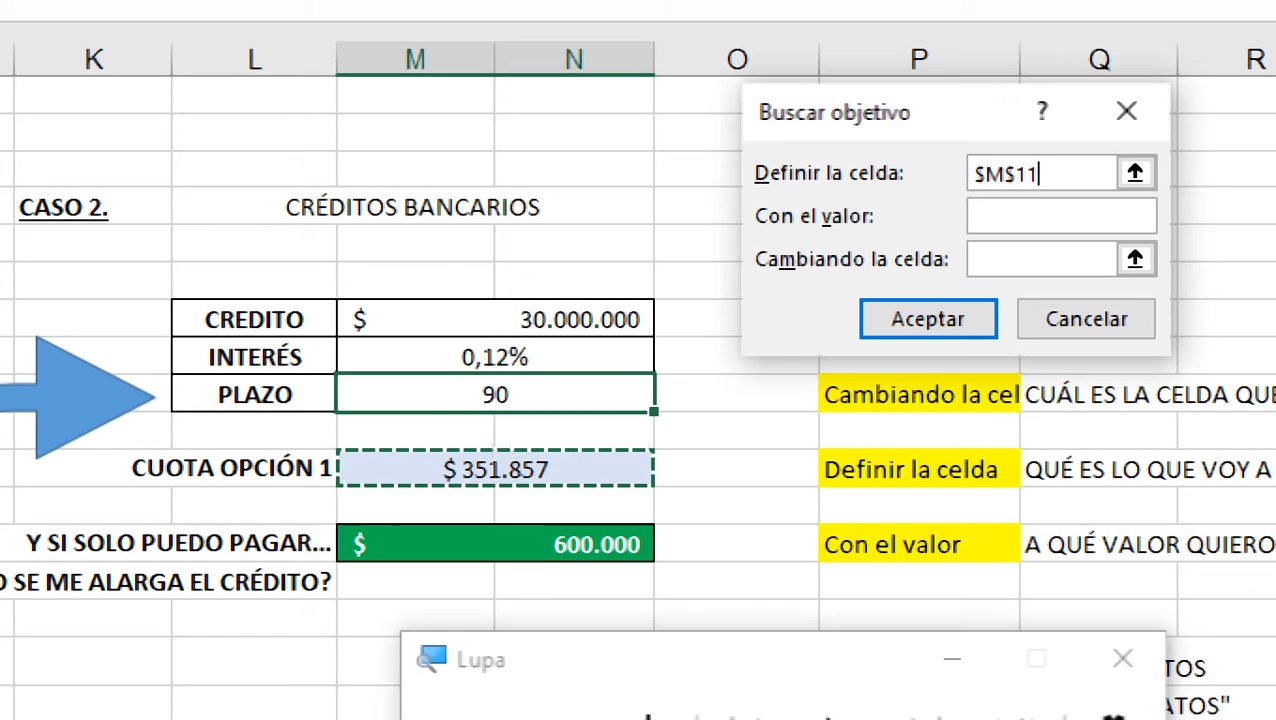 K L M N O P Q R
Buscar objetivo ?
Definir la celda: $M$11
Con el valor:
Cambiando la celda:
Aceptar Cancelar
CASO 2. CRÉDITOS BANCARIOS
CREDITO $ 30.000.000
INTERÉS 0,12%
PLAZO 90
Cambiando la cel CUÁL ES LA CELDA QUE
CUOTA OPCIÓN 1 $ 351.857
Definir la celda QUÉ ES LO QUE VOY A
Y SI SOLO PUEDO PAGAR... $ 600.000
Con el valor A QUÉ VALOR QUIERO
O SE ME ALARGA EL CRÉDITO?
Lupa
TOS
ATOS"